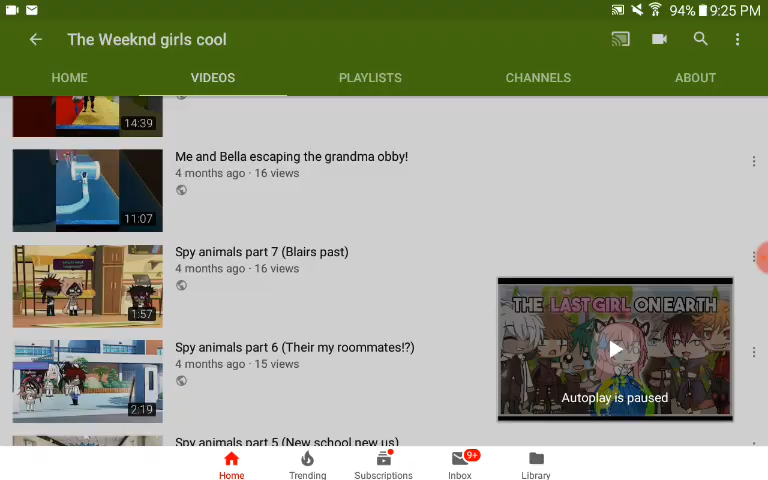 94% 9:25 PM
The Weeknd girls cool
HOME VIDEOS PLAYLISTS CHANNELS ABOUT
14:39
Me and Bella escaping the grandma obby!
4 months ago · 16 views
11:07
Spy animals part 7 (Blairs past)
4 months ago · 16 views
1:57
THE LAST GIRL ON EARTH
Autoplay is paused
Spy animals part 6 (Their my roommates!?)
4 months ago · 15 views
2:19
Spy animals part 5 (New school new us)
9+
Home Trending Subscriptions Inbox Library